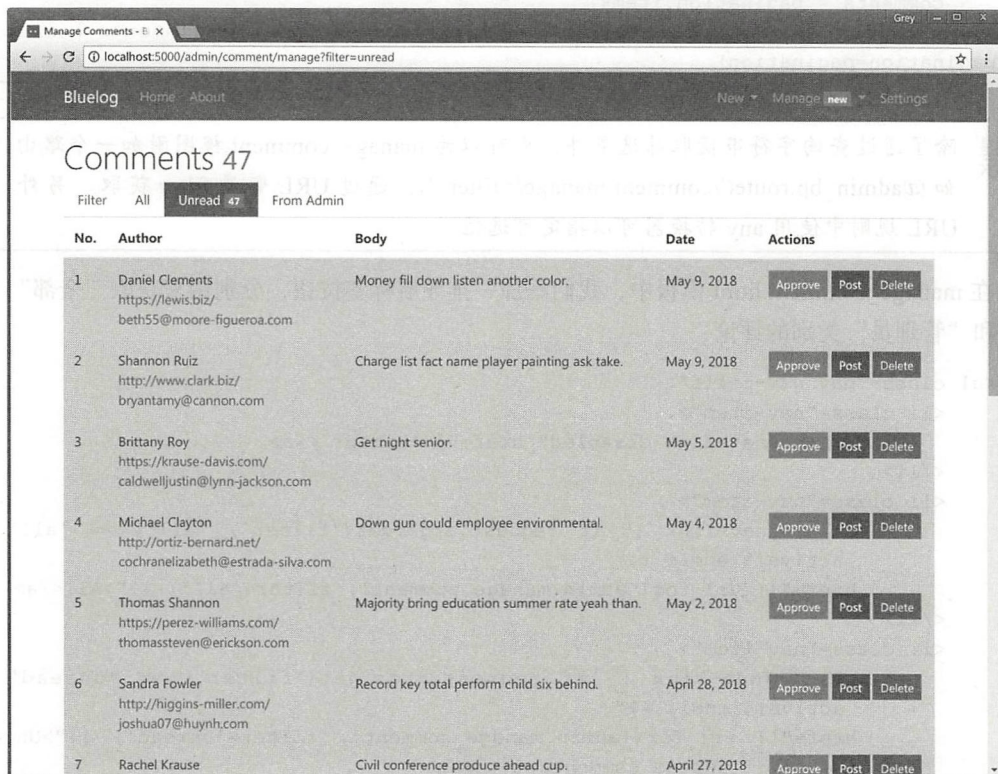 Grey
Manage Comments - B
localhost:5000/admin/comment/manage?filter=unread
Bluelog Home About New Manage new Settings
Comments 47
Filter All Unread 47 From Admin
No. Author Body Date Actions
1 Daniel Clements Money fill down listen another color. May 9, 2018 Approve Post Delete
https://lewis.biz/
beth55@moore-figueroa.com
2 Shannon Ruiz Charge list fact name player painting ask take. May 9, 2018 Approve Post Delete
http://www.clark.biz/
bryantamy@cannon.com
3 Brittany Roy Get night senior. May 5, 2018 Approve Post Delete
https://krause-davis.com/
caldwelljustin@lynn-jackson.com
4 Michael Clayton Down gun could employee environmental. May 4, 2018 Approve Post Delete
http://ortiz-bernard.net/
cochranelizabeth@estrada-silva.com
5 Thomas Shannon Majority bring education summer rate yeah than. May 2, 2018 Approve Post Delete
https://perez-williams.com/
thomassteven@erickson.com
6 Sandra Fowler Record key total perform child six behind. April 28, 2018 Approve Post Delete
http://higgins-miller.com/
joshua07@huynh.com
7 Rachel Krause Civil conference produce ahead cup. April 27, 2018 Approve Post Delete